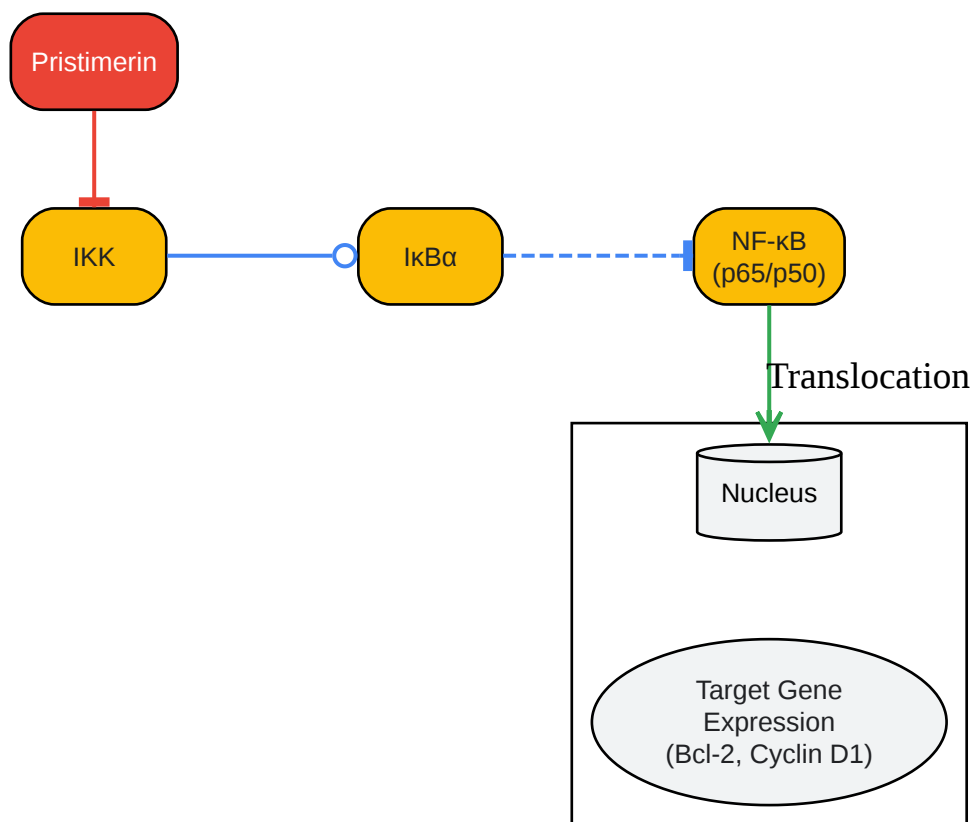 Pristimerin
IKK
IκBα
NF-κB
(p65/p50)
Translocation
Nucleus
Target Gene
Expression
(Bcl-2, Cyclin D1)